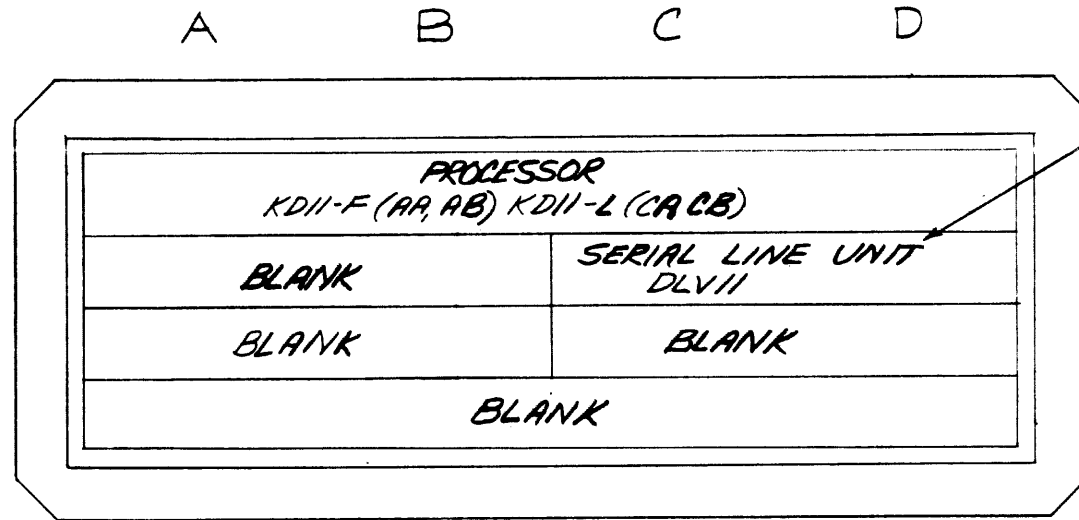 A B C D
PROCESSOR
KD11-F (AA, AB) KD11-L (CA, CB)
BLANK
SERIAL LINE UNIT
DLV11
BLANK
BLANK
BLANK